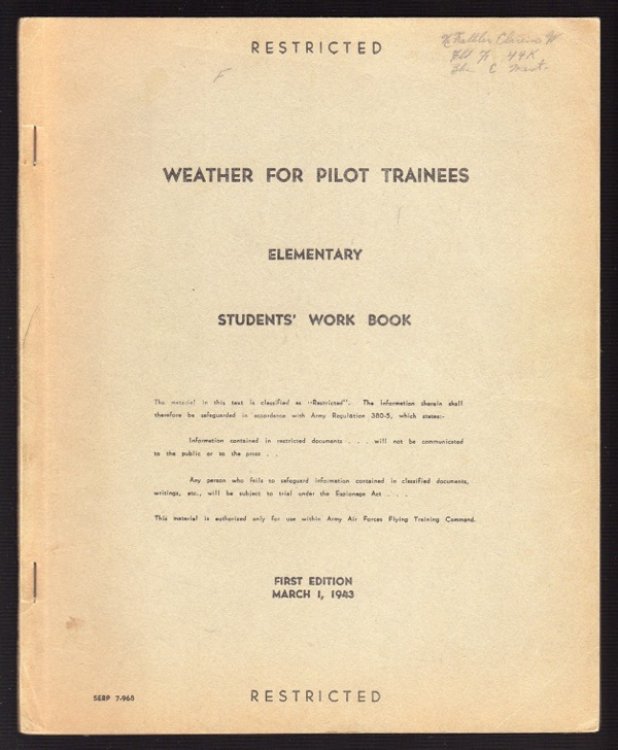 RESTRICTED
44K
WEATHER FOR PILOT TRAINEES
ELEMENTARY
STUDENTS' WORK BOOK
The material in this text is classified as "Restricted". The information therein shall
therefore be safeguarded in accordance with Army Regulation 380-5, which states:-
Information contained in restricted documents . . . will not be communicated
to the public or to the press . .
Any person who fails to safeguard information contained in classified documents,
writings, etc., will be subject to trial under the Espionage Act . . .
This material is authorized only for use within Army Air Forces Flying Training Command.
FIRST EDITION
MARCH 1, 1943
SERP 7-960
RESTRICTED